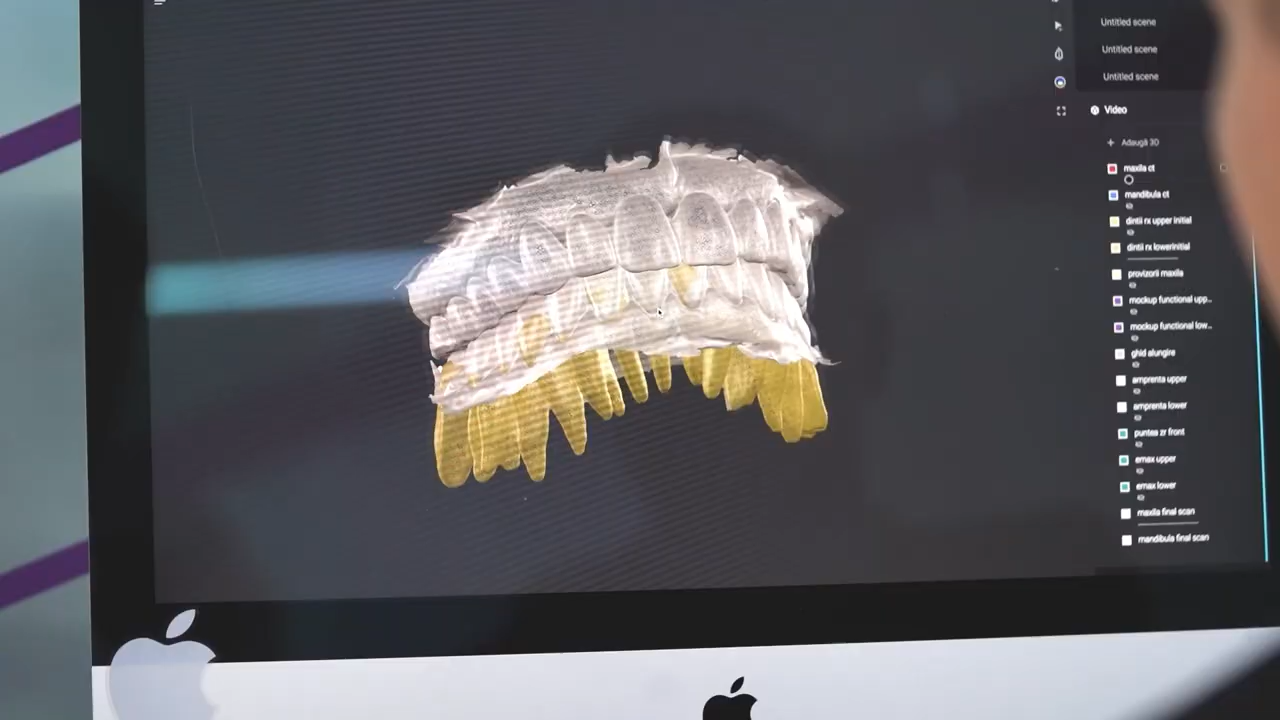 Untitled scene
Untitled scene
Untitled scene
Video
+ Adaugă 3D
maxila ct
mandibula ct
dintii rx upper initial
dintii rx lowerinitial
provizorii maxila
mockup functional upp...
mockup functional low...
ghid alungire
amprenta upper
amprenta lower
puntea zr front
emax upper
emax lower
maxila final scan
mandibula final scan